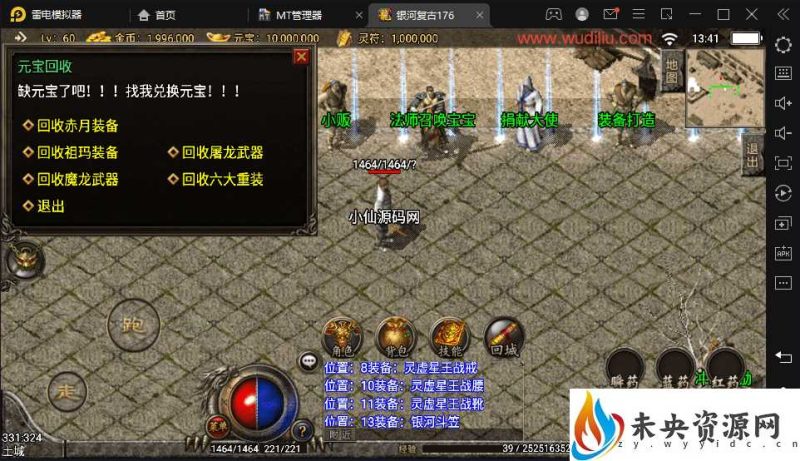 雷电模拟器
首页
MT管理器
银河复古176
Lv: 60
金币: 1,996,000
元宝: 10,000,000
灵符: 1,000,000
www.wudiliu.com
13:41
元宝回收
缺元宝了吧！！！找我兑换元宝！！！
回收赤月装备
回收祖玛装备
回收屠龙武器
回收魔龙武器
回收六大重装
退出
地图
退出
小贩
法师召唤宝宝
捐献大使
装备打造
1464/1464/?
小仙源码网
跑
走
角色
背包
技能
回城
位置：8装备：灵虚星王战戒
位置：10装备：灵虚星王战腰
位置：11装备：灵虚星王战靴
位置：13装备：银河斗笠
附近
菜单
?
瞬药
蓝药
红药
331:324
土城
1464/1464
221/221
经验
39 / 252516352
APK
未央资源网
zy.wyyidc.cn